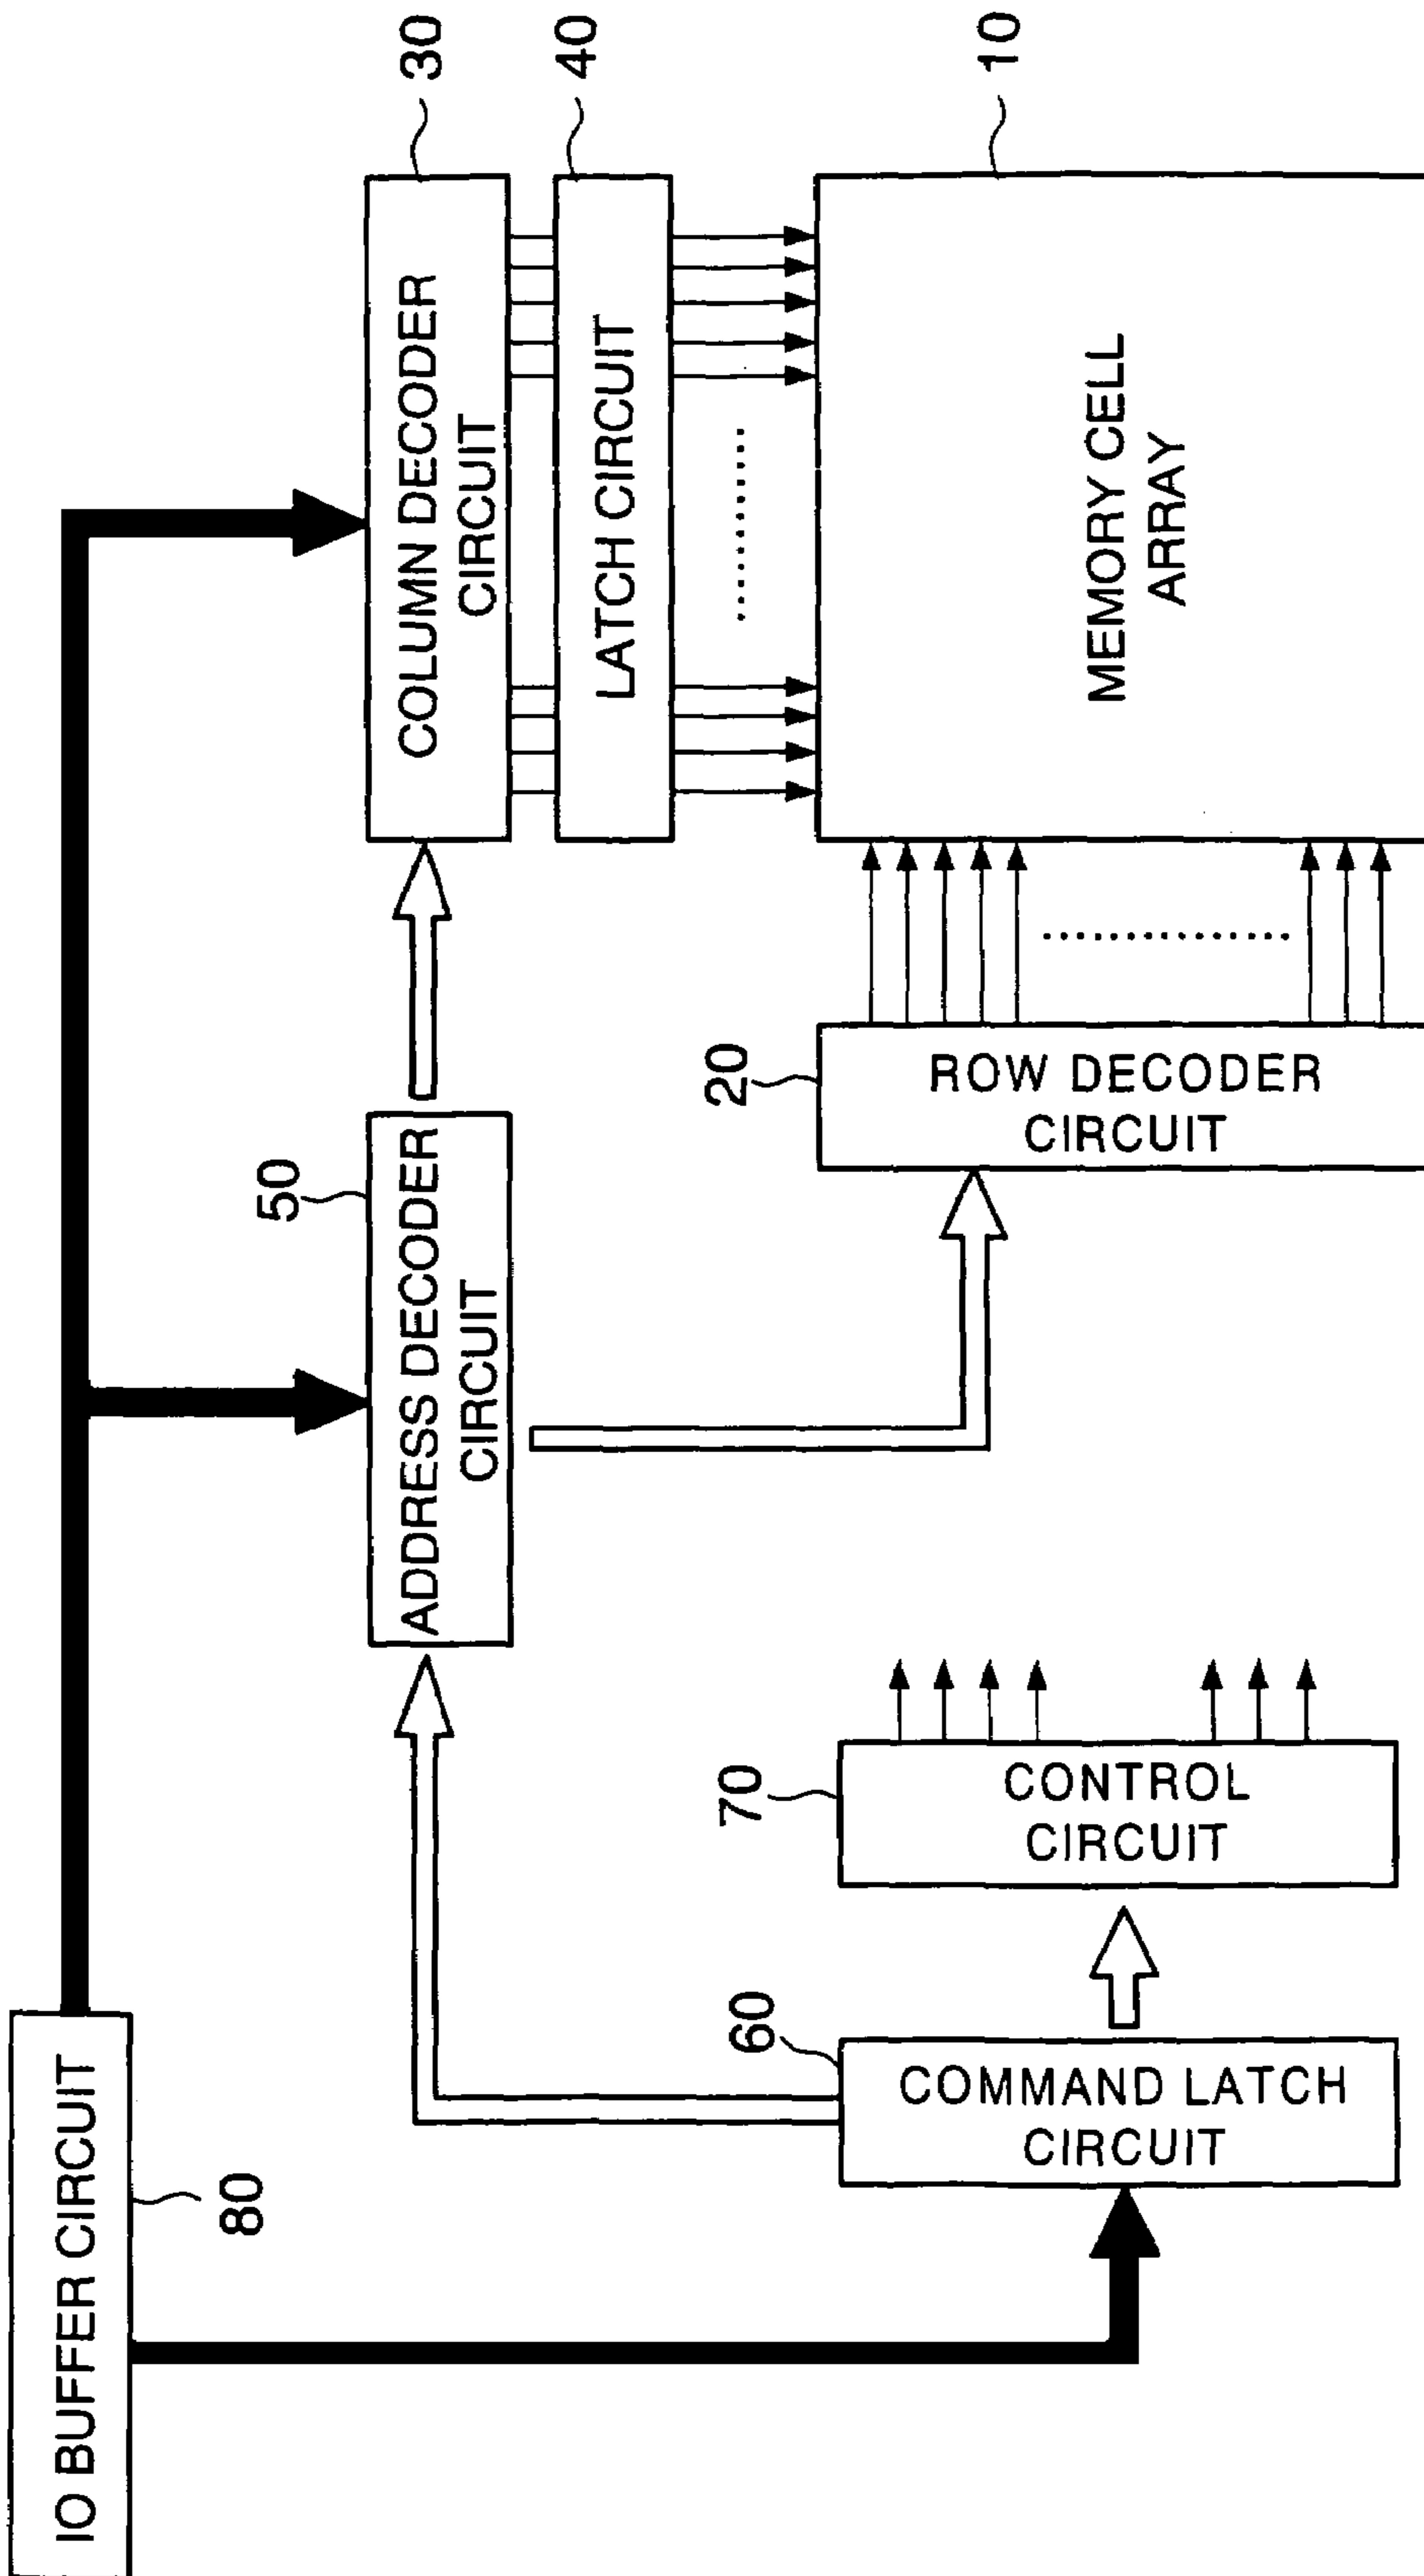 IO BUFFER CIRCUIT
80
50
ADDRESS DECODER
CIRCUIT
COLUMN DECODER
CIRCUIT
30
LATCH CIRCUIT
40
60
COMMAND LATCH
CIRCUIT
70
CONTROL
CIRCUIT
20
ROW DECODER
CIRCUIT
MEMORY CELL
ARRAY
10